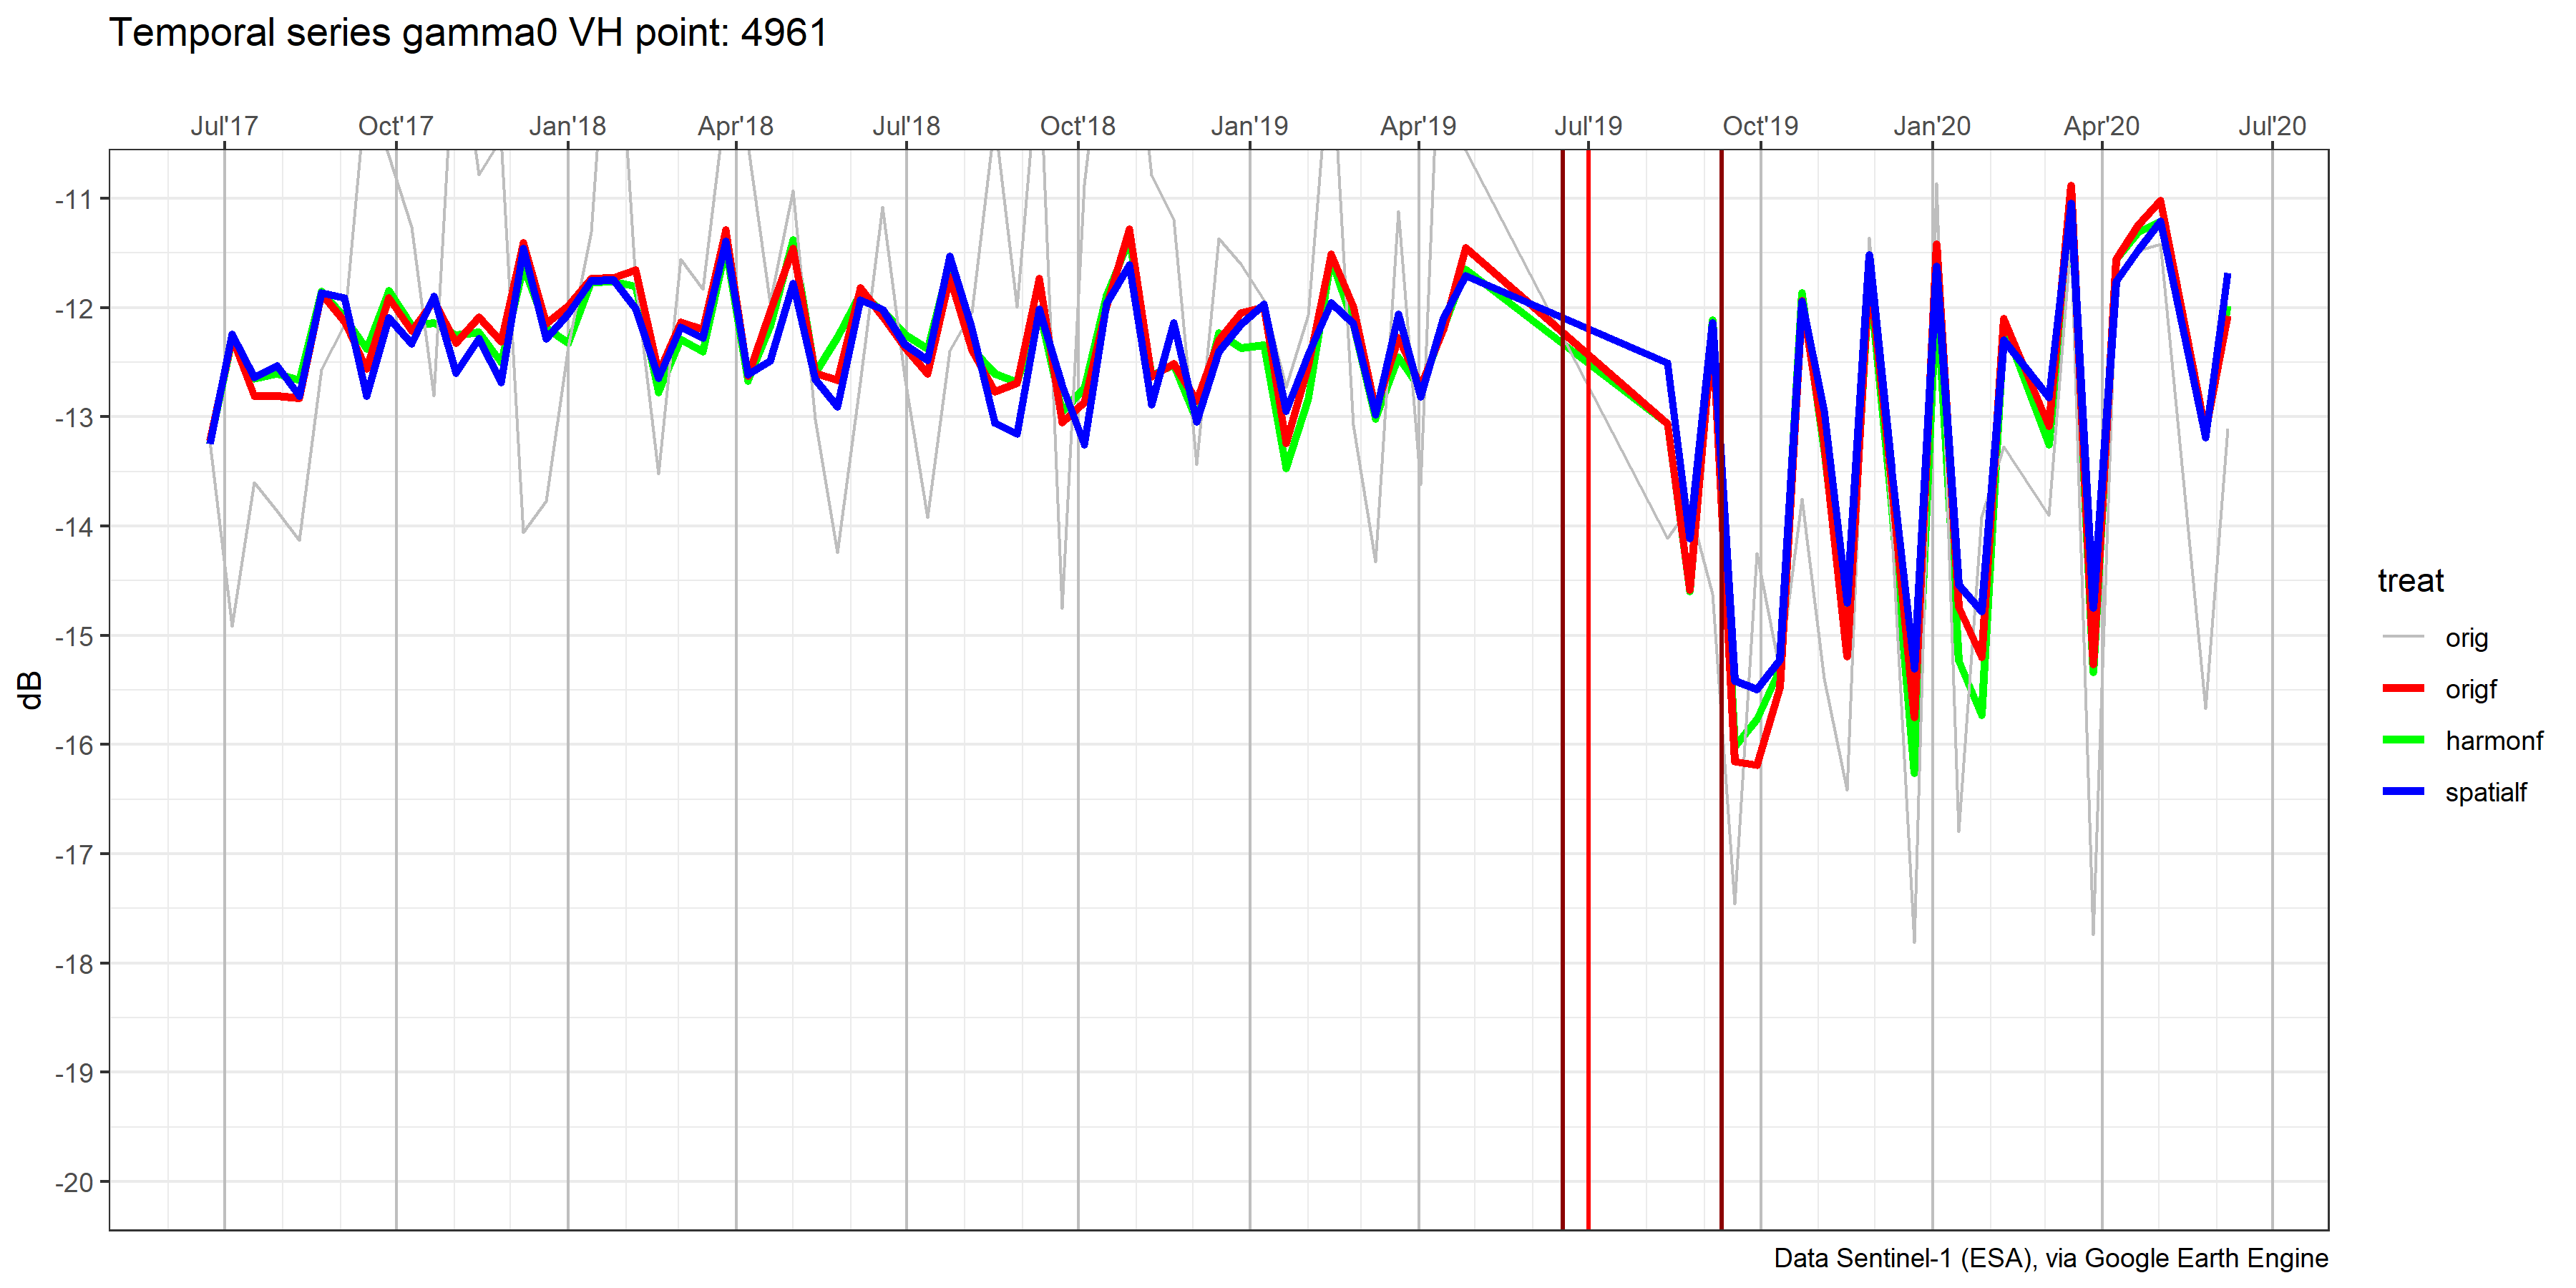 Temporal series gamma0 VH point: 4961
Jul'17 Oct'17 Jan'18 Apr'18 Jul'18 Oct'18 Jan'19 Apr'19 Jul'19 Oct'19 Jan'20 Apr'20 Jul'20
-11
-12
-13
-14
-15
-16
-17
-18
-19
-20
dB
treat
orig
origf
harmonf
spatialf
Data Sentinel-1 (ESA), via Google Earth Engine